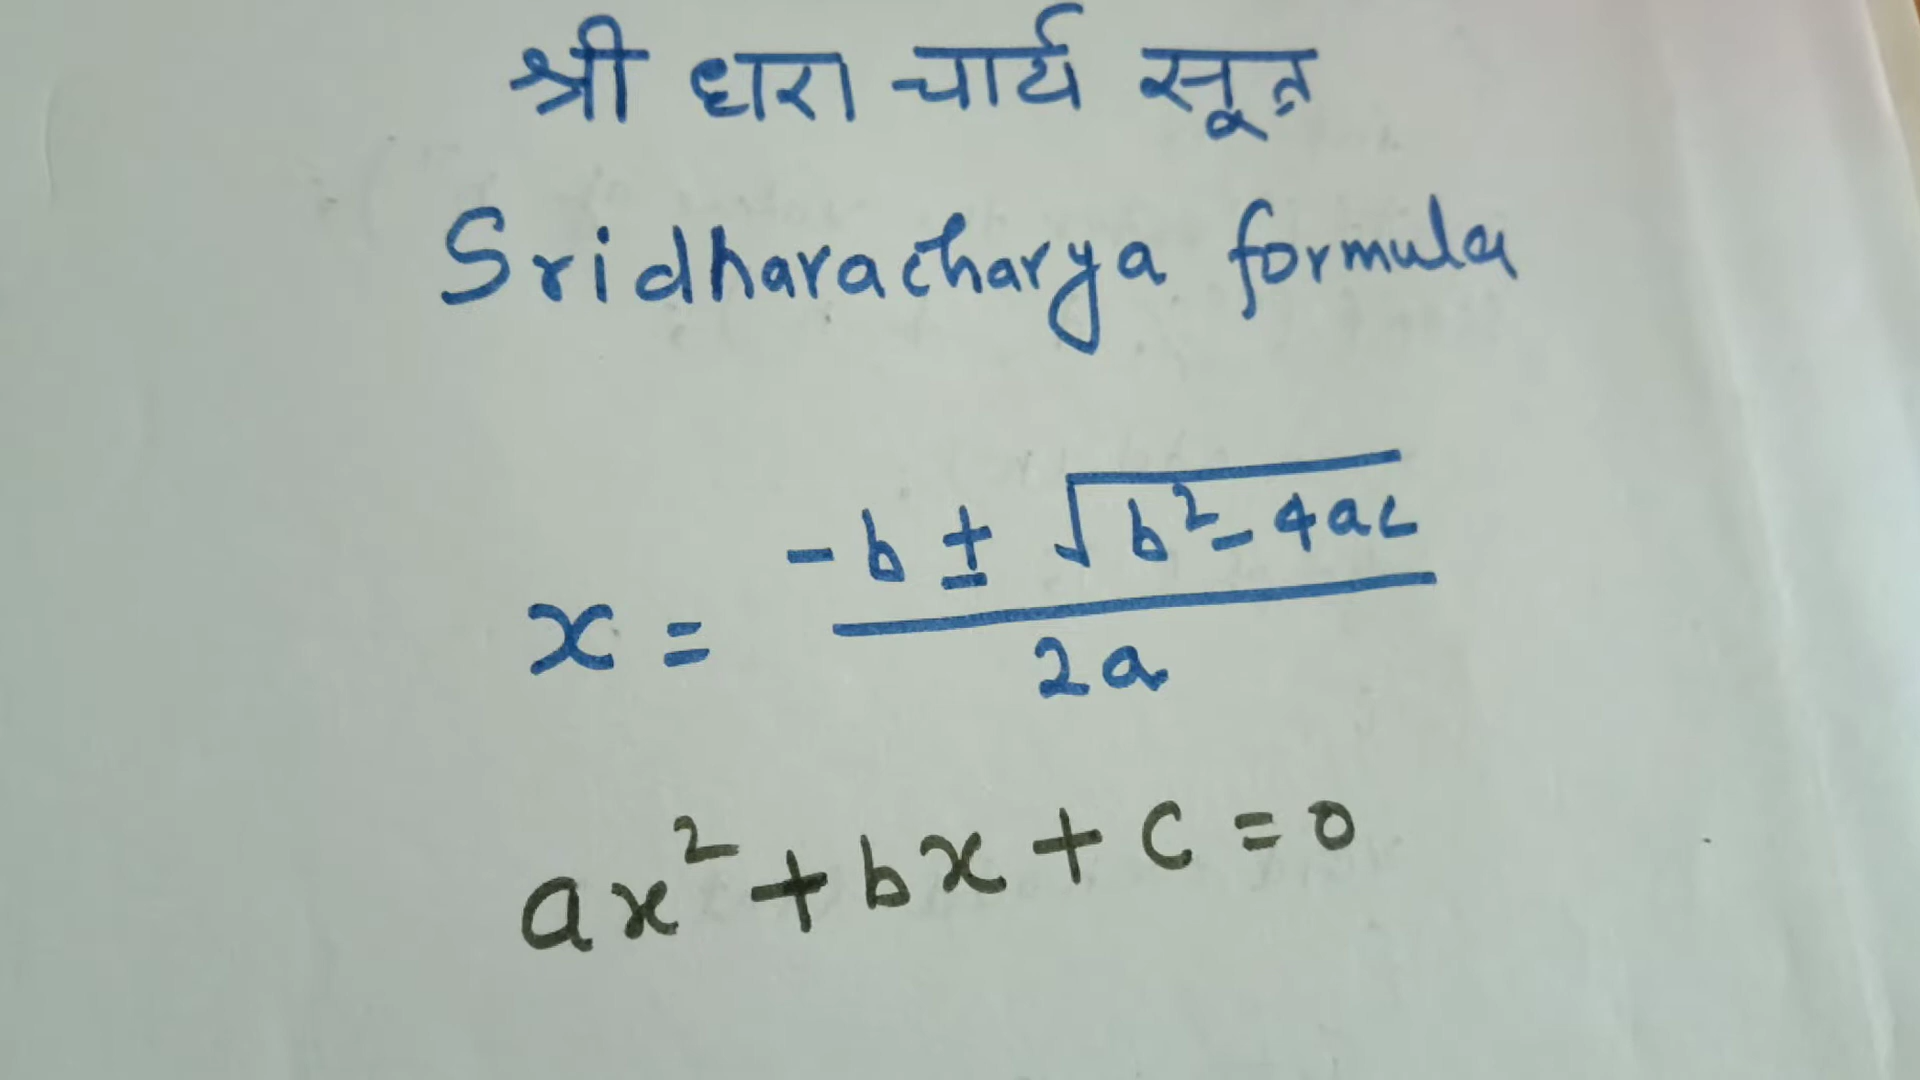 श्री धरा चार्य सूत्र
Sridharacharya formula
x = (-b ± √(b² - 4ac)) / 2a
ax² + bx + c = 0